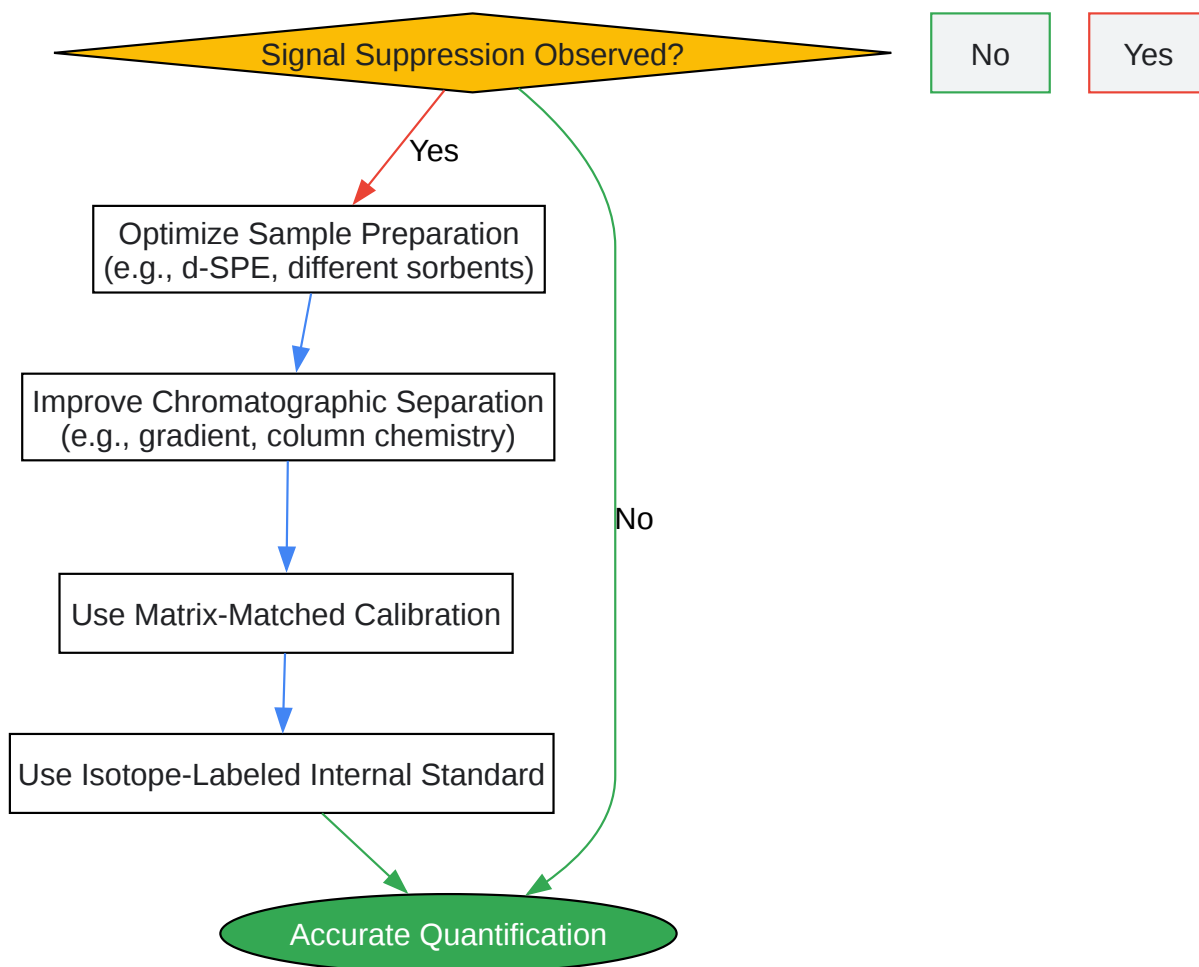 Signal Suppression Observed?
No
Yes
Yes
Optimize Sample Preparation
(e.g., d-SPE, different sorbents)
Improve Chromatographic Separation
(e.g., gradient, column chemistry)
No
Use Matrix-Matched Calibration
Use Isotope-Labeled Internal Standard
Accurate Quantification